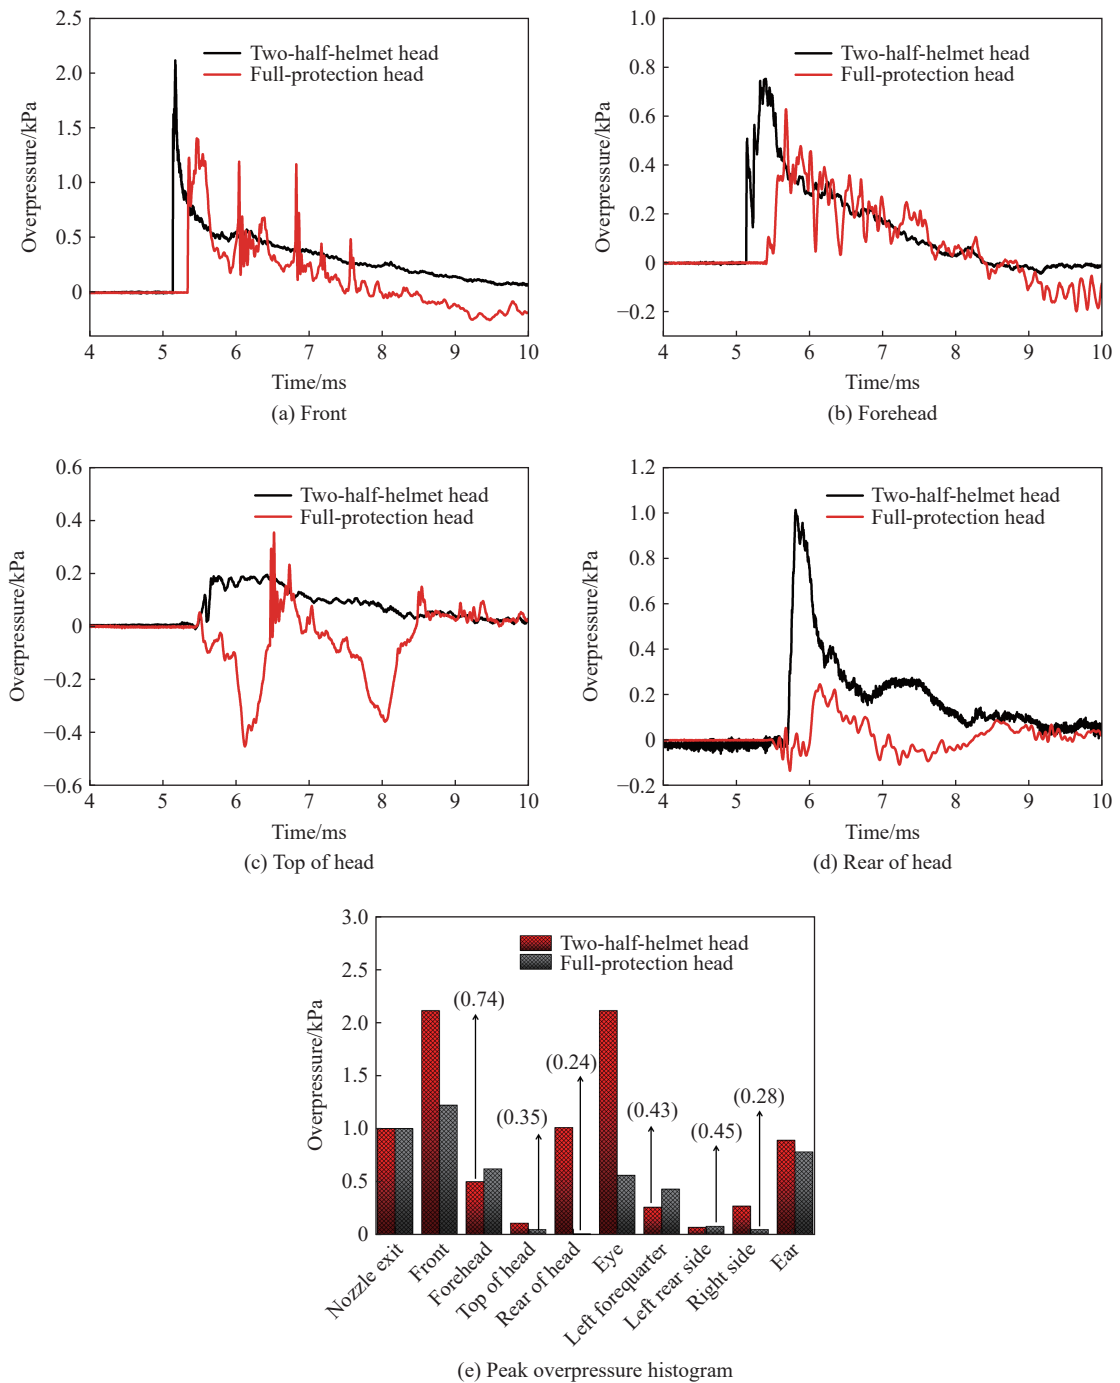 2.5
2.0
1.5
1.0
0.5
0
Overpressure/kPa
Two-half-helmet head
Full-protection head
4 5 6 7 8 9 10
Time/ms
(a) Front
1.0
0.8
0.6
0.4
0.2
0
−0.2
Overpressure/kPa
Two-half-helmet head
Full-protection head
4 5 6 7 8 9 10
Time/ms
(b) Forehead
0.6
0.4
0.2
0
−0.2
−0.4
−0.6
Overpressure/kPa
Two-half-helmet head
Full-protection head
4 5 6 7 8 9 10
Time/ms
(c) Top of head
1.2
1.0
0.8
0.6
0.4
0.2
0
−0.2
Overpressure/kPa
Two-half-helmet head
Full-protection head
4 5 6 7 8 9 10
Time/ms
(d) Rear of head
3.0
2.5
2.0
1.5
1.0
0.5
0
Overpressure/kPa
Two-half-helmet head
Full-protection head
(0.74)
(0.35)
(0.24)
(0.43)
(0.45)
(0.28)
Nozzle exit
Front
Forehead
Top of head
Rear of head
Eye
Left forequarter
Left rear side
Right side
Ear
(e) Peak overpressure histogram